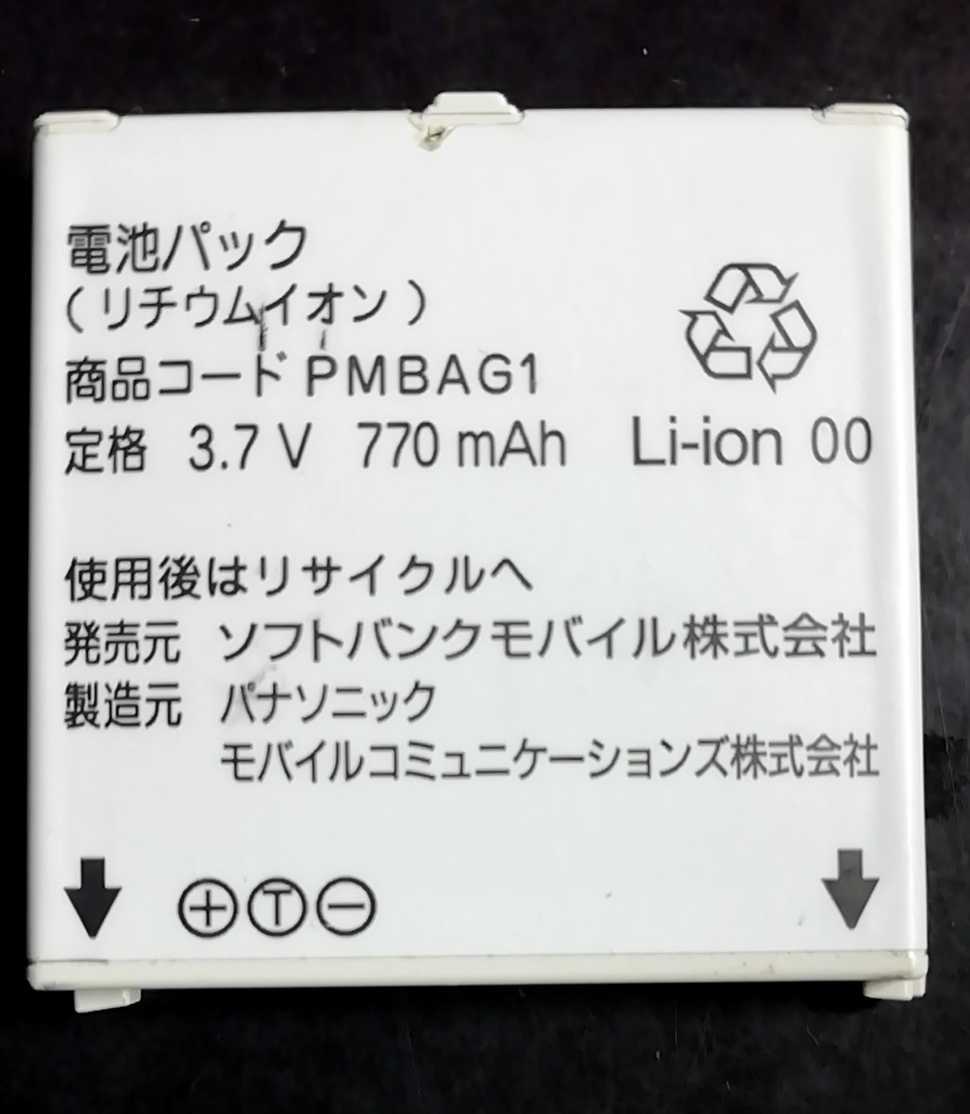 電池パック
(リチウムイオン)
商品コード PMBAG1
定格 3.7 V 770 mAh Li-ion 00
使用後はリサイクルへ
発売元 ソフトバンクモバイル株式会社
製造元 パナソニック
モバイルコミュニケーションズ株式会社
⊕ Ⓣ ⊖